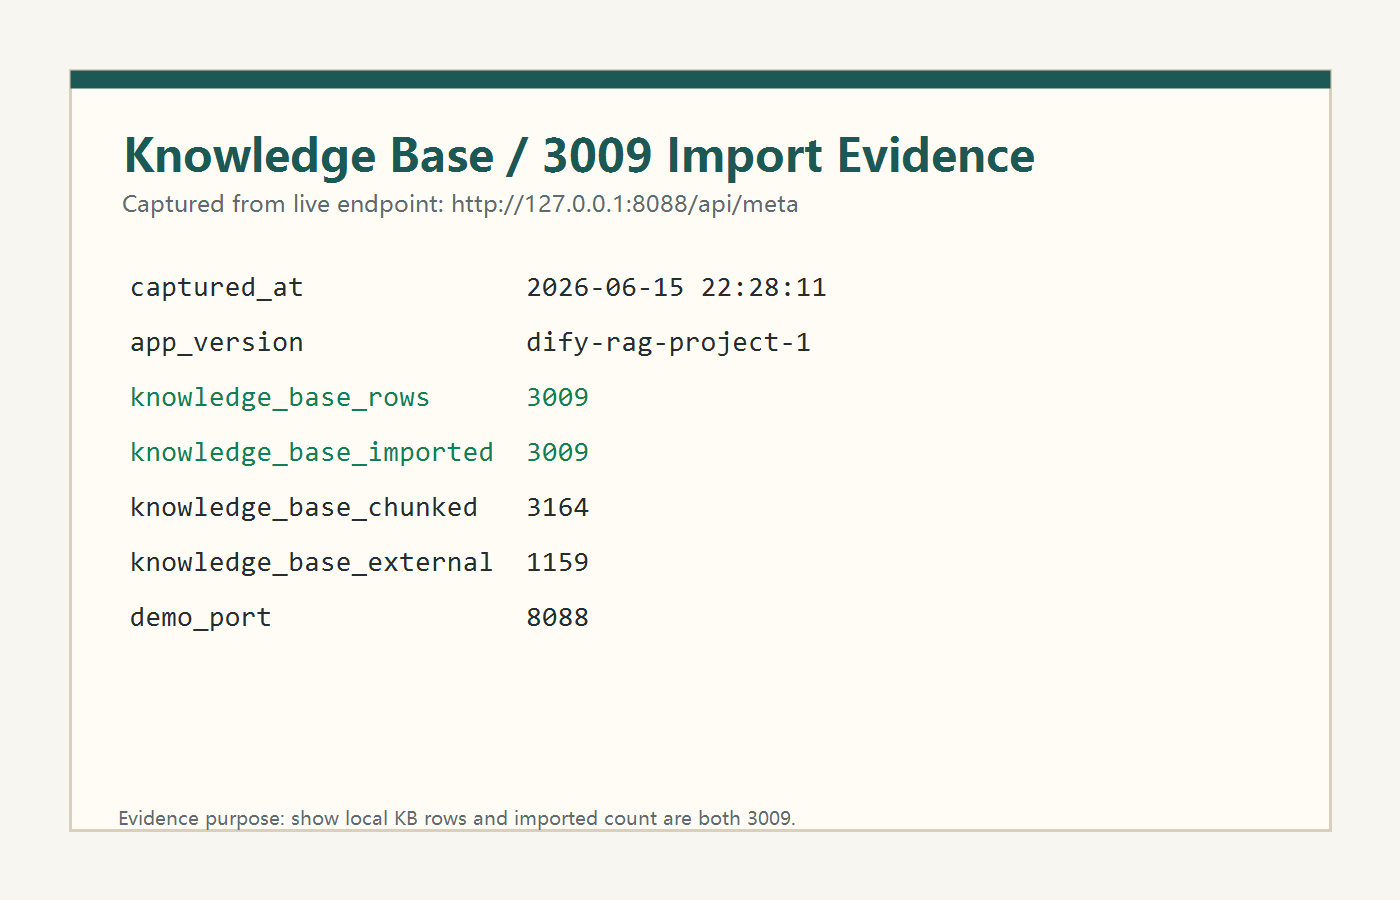 Knowledge Base / 3009 Import Evidence
Captured from live endpoint: http://127.0.0.1:8088/api/meta
captured_at 2026-06-15 22:28:11
app_version dify-rag-project-1
knowledge_base_rows 3009
knowledge_base_imported 3009
knowledge_base_chunked 3164
knowledge_base_external 1159
demo_port 8088
Evidence purpose: show local KB rows and imported count are both 3009.